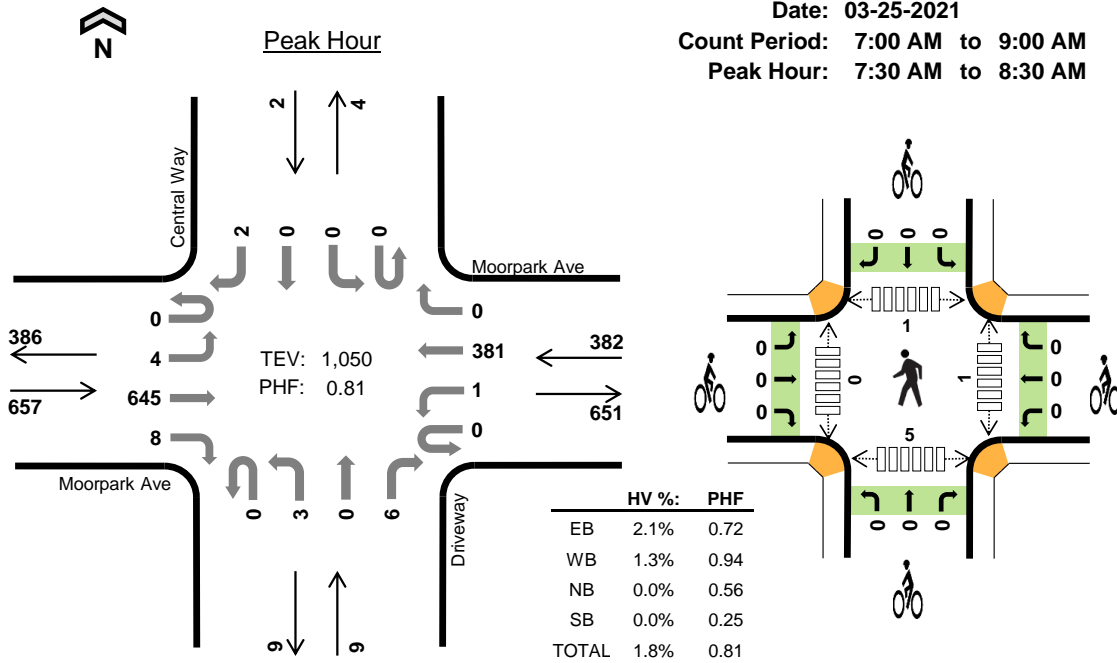 N
Peak Hour
Date: 03-25-2021
Count Period: 7:00 AM to 9:00 AM
Peak Hour: 7:30 AM to 8:30 AM
2
4
Central Way
2 0 0 0
Moorpark Ave
0
4
645
8
0
381
1
0
386
657
382
651
TEV: 1,050
PHF: 0.81
Moorpark Ave
0 3 0 6
Driveway
9
9
HV %: PHF
EB 2.1% 0.72
WB 1.3% 0.94
NB 0.0% 0.56
SB 0.0% 0.25
TOTAL 1.8% 0.81
0 0 0
1
0
0
0
0
1
0
0
0
5
0 0 0